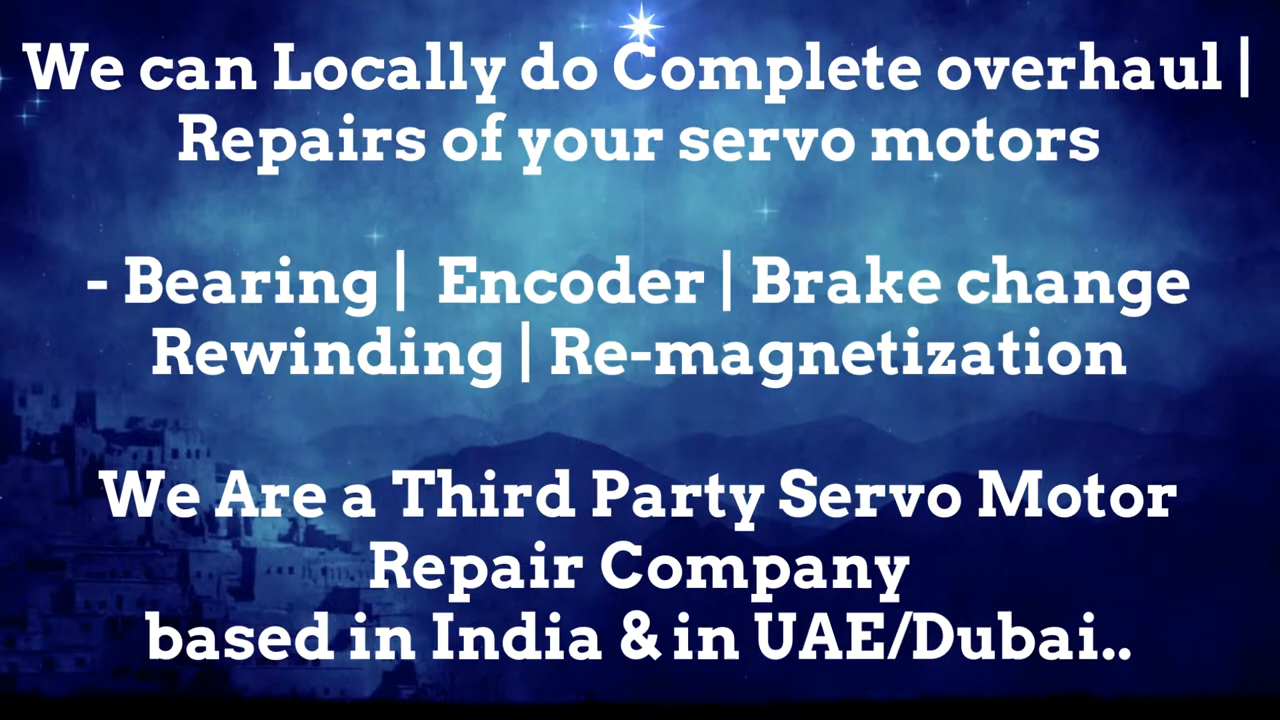 We can Locally do Complete overhaul |
Repairs of your servo motors
- Bearing | Encoder | Brake change
Rewinding | Re-magnetization
We Are a Third Party Servo Motor
Repair Company
based in India & in UAE/Dubai..